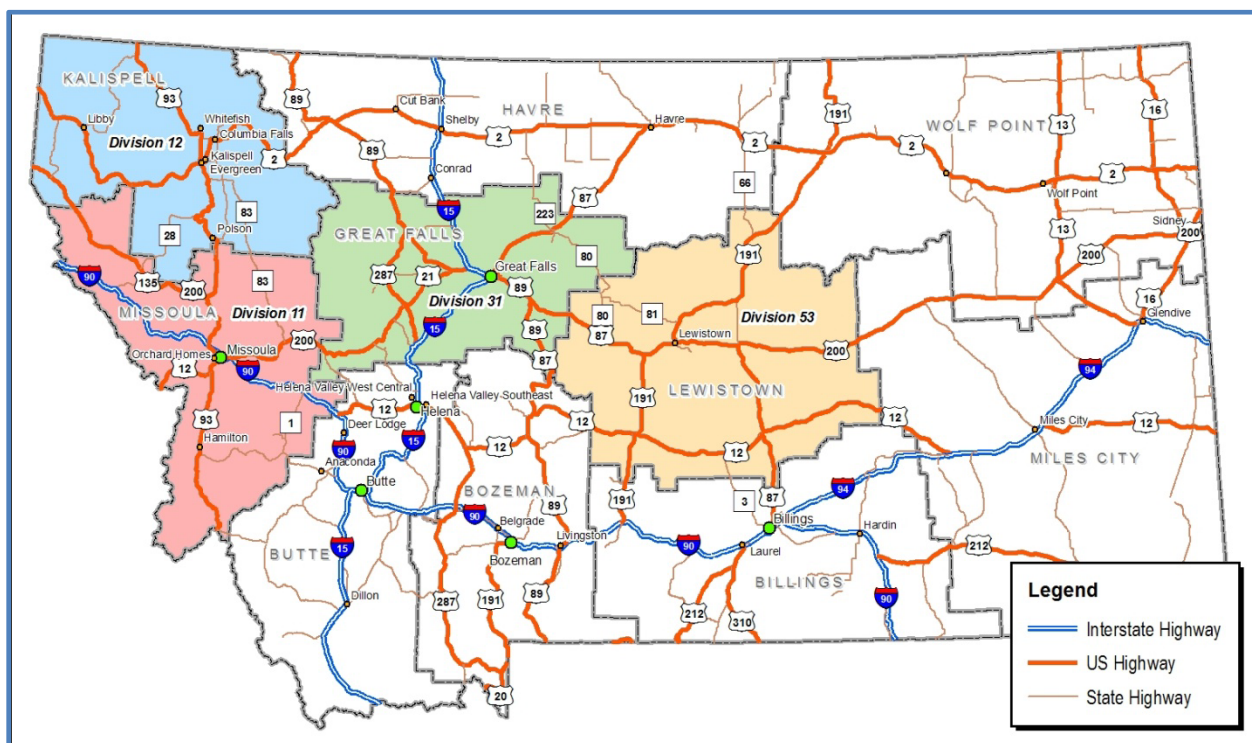 KALISPELL
93
Libby
Whitefish
Division 12
Columbia Falls
Kalispell
Evergreen
2
89
Cut Bank
Shelby
HAVRE
2
Havre
89
Conrad
2
66
191
WOLF POINT
13
16
2
2
Wolf Point
13
Sidney
200
200
83
28
Polson
15
223
87
GREAT FALLS
80
191
90
135
200
83
287
21
Great Falls
89
Division 31
MISSOULA
Division 11
15
89
80
81
Division 53
16
Glendive
Orchard Homes
Missoula
200
12
90
87
87
Lewistown
200
94
Helena Valley West Central
Helena Valley Southeast
12
Helena
LEWISTOWN
191
93
1
Deer Lodge
15
12
12
12
Miles City
12
Hamilton
90
12
MILES CITY
Anaconda
Butte
BOZEMAN
191
3
87
94
90
89
Belgrade
Billings
Livingston
Hardin
BUTTE
15
Bozeman
90
Laurel
212
BILLINGS
Dillon
287
191
89
212
310
90
20
Legend
Interstate Highway
US Highway
State Highway